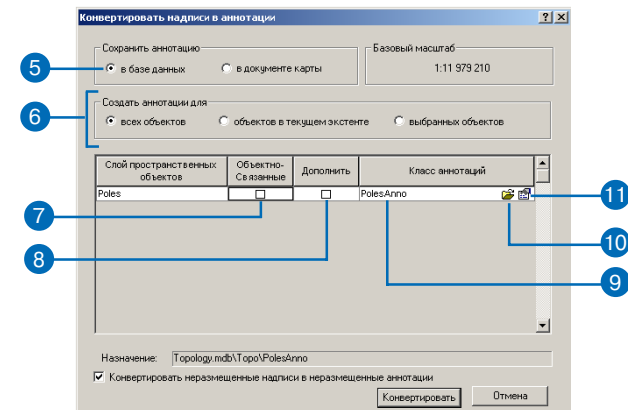 Конвертировать надписи в аннотации
Сохранить аннотацию
Базовый масштаб
5
в базе данных
в документе карты
1:11 979 210
6
Создать аннотации для
всех объектов
объектов в текущем экстенте
выбранных объектов
Слой пространственных объектов
Объектно-Связанные
Дополнить
Класс аннотаций
Poles
PolesAnno
11
7
10
8
9
Назначение:
Topology.mdb\Topo\PolesAnno
Конвертировать неразмещенные надписи в неразмещенные аннотации
Конвертировать
Отмена